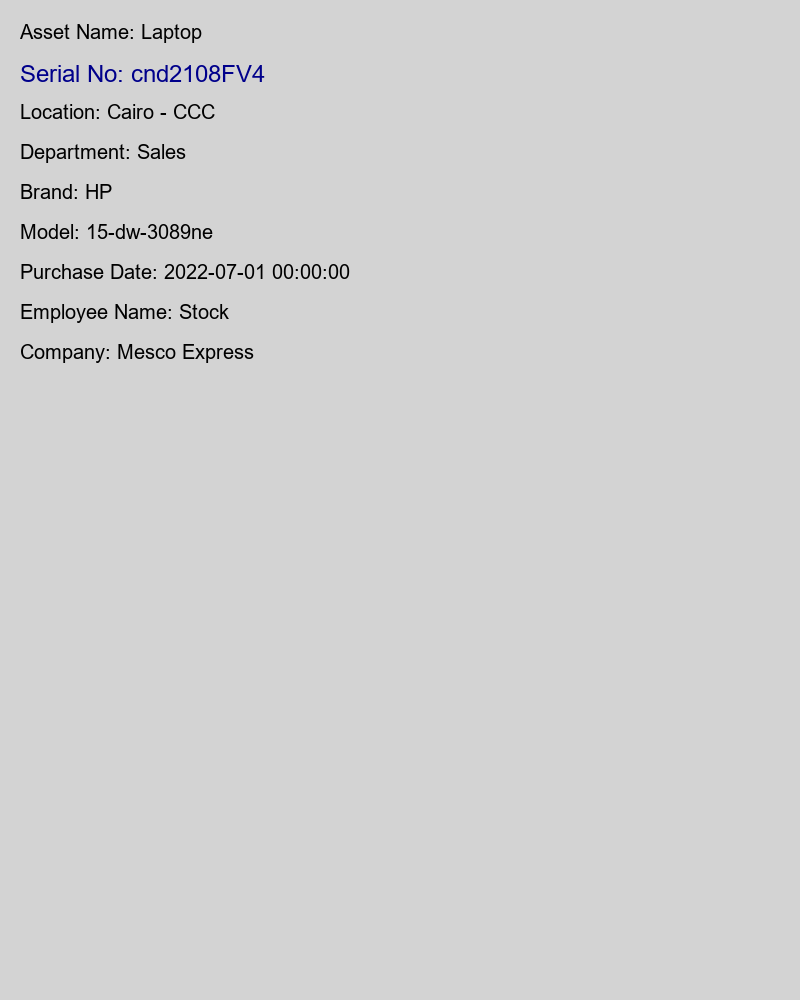 Asset Name: Laptop
Serial No: cnd2108FV4
Location: Cairo - CCC
Department: Sales
Brand: HP
Model: 15-dw-3089ne
Purchase Date: 2022-07-01 00:00:00
Employee Name: Stock
Company: Mesco Express